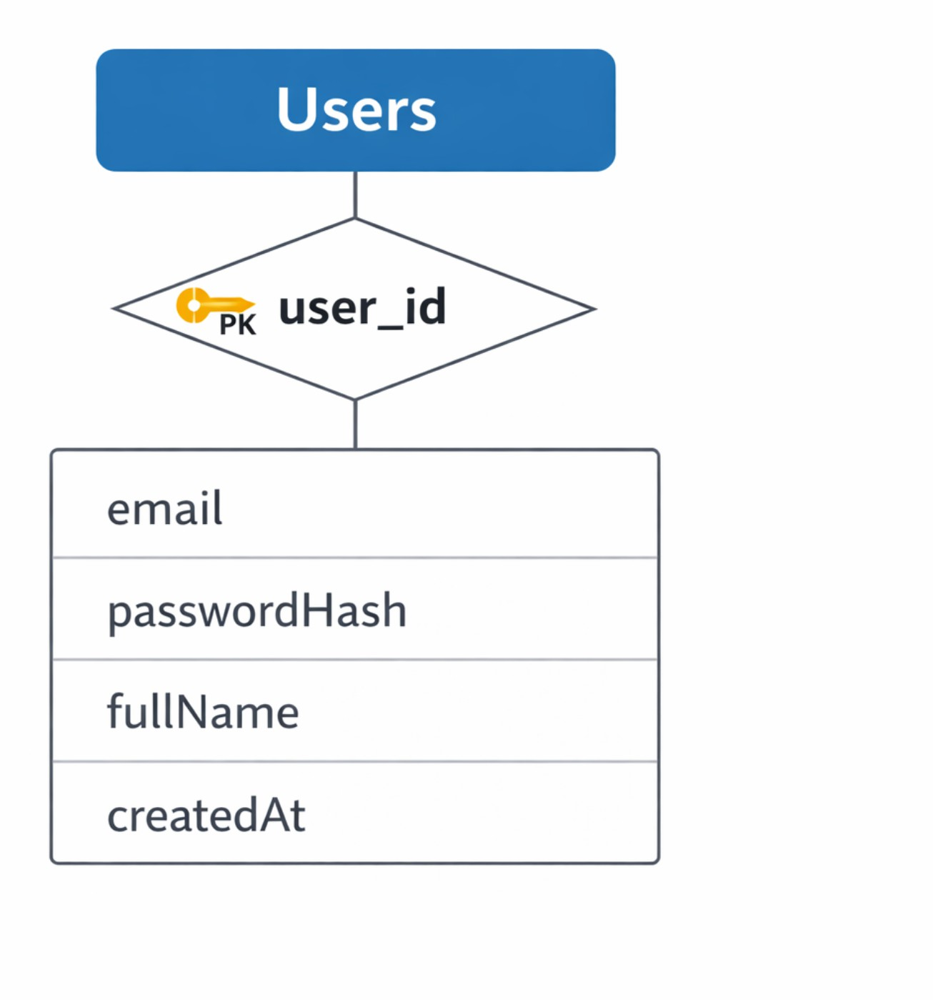 Users
PK user_id
email
passwordHash
fullName
createdAt